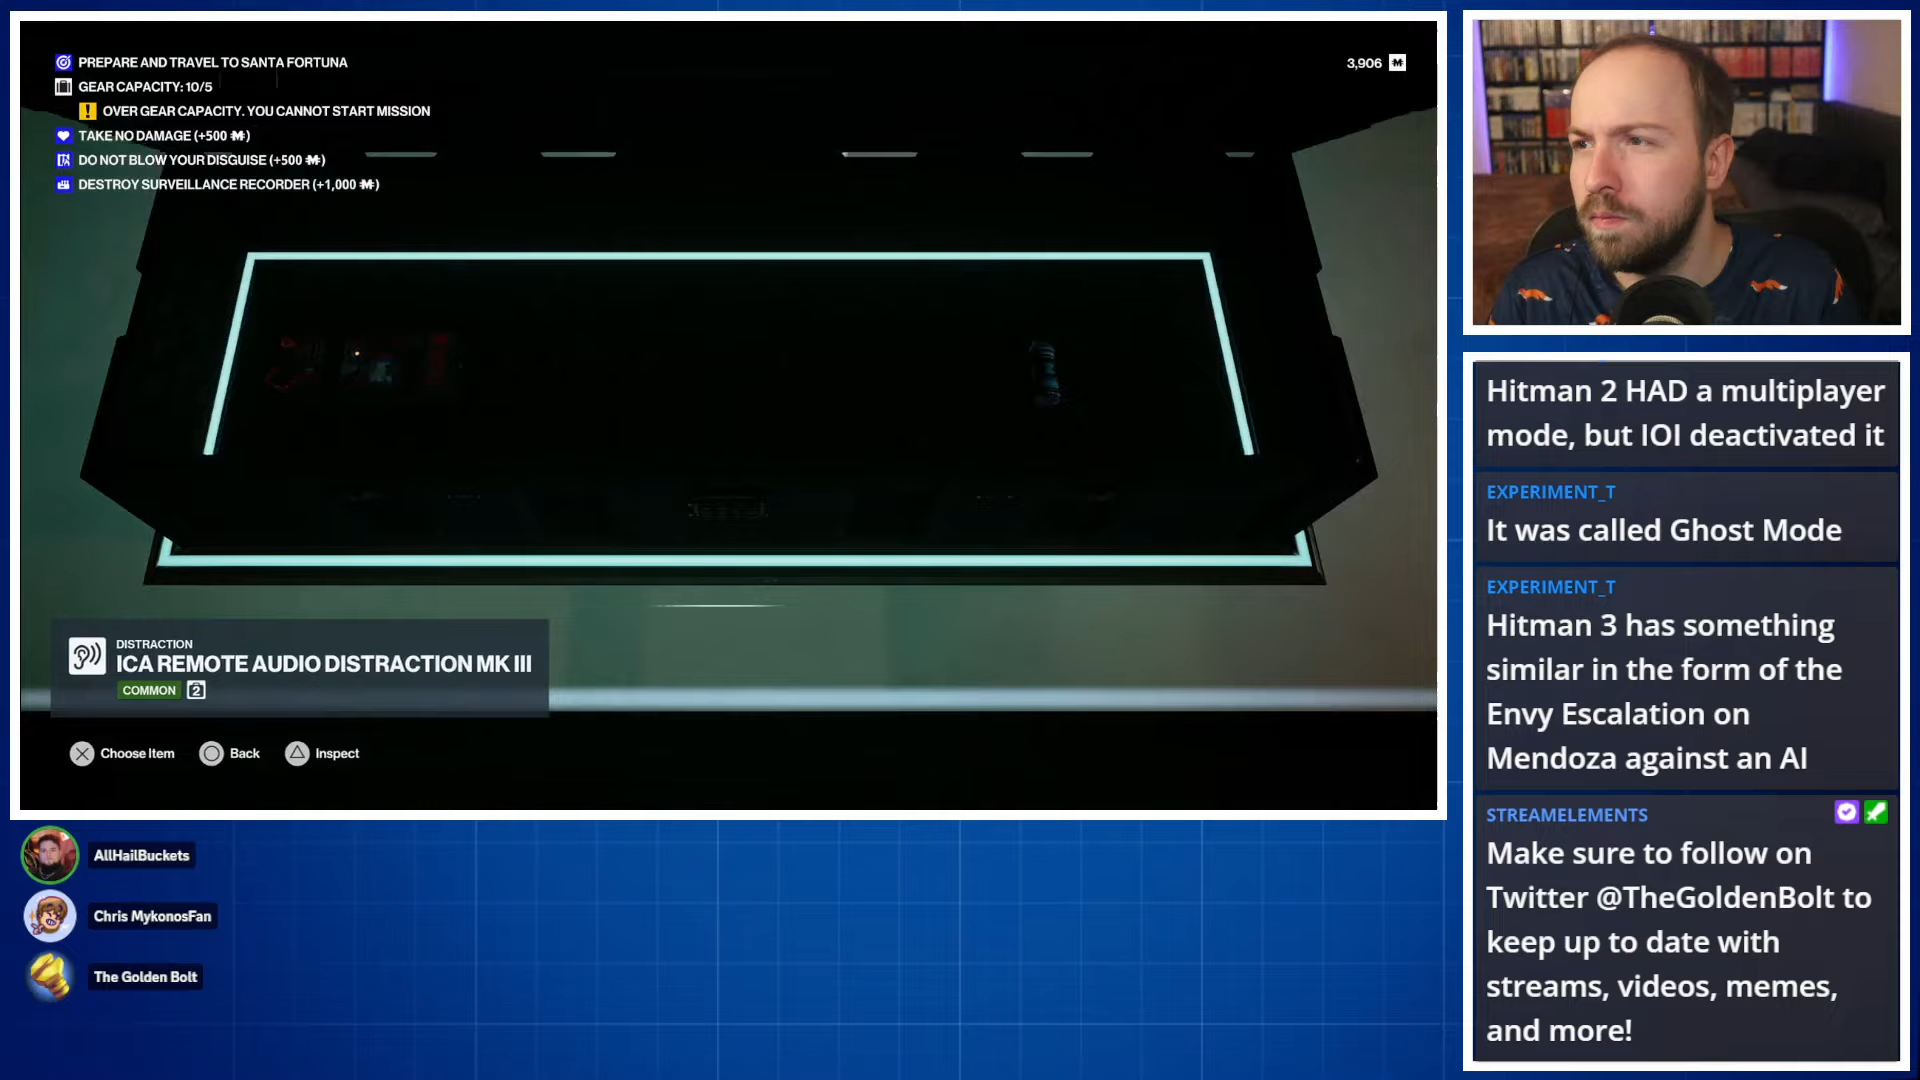 PREPARE AND TRAVEL TO SANTA FORTUNA
GEAR CAPACITY: 10/5
OVER GEAR CAPACITY. YOU CANNOT START MISSION
TAKE NO DAMAGE (+500 )
DO NOT BLOW YOUR DISGUISE (+500 )
DESTROY SURVEILLANCE RECORDER (+1,000 )
3,906
DISTRACTION
ICA REMOTE AUDIO DISTRACTION MK III
COMMON 2
Choose Item Back Inspect
AllHailBuckets
Chris MykonosFan
The Golden Bolt
Hitman 2 HAD a multiplayer
mode, but IOI deactivated it
EXPERIMENT_T
It was called Ghost Mode
EXPERIMENT_T
Hitman 3 has something
similar in the form of the
Envy Escalation on
Mendoza against an AI
STREAMELEMENTS
Make sure to follow on
Twitter @TheGoldenBolt to
keep up to date with
streams, videos, memes,
and more!